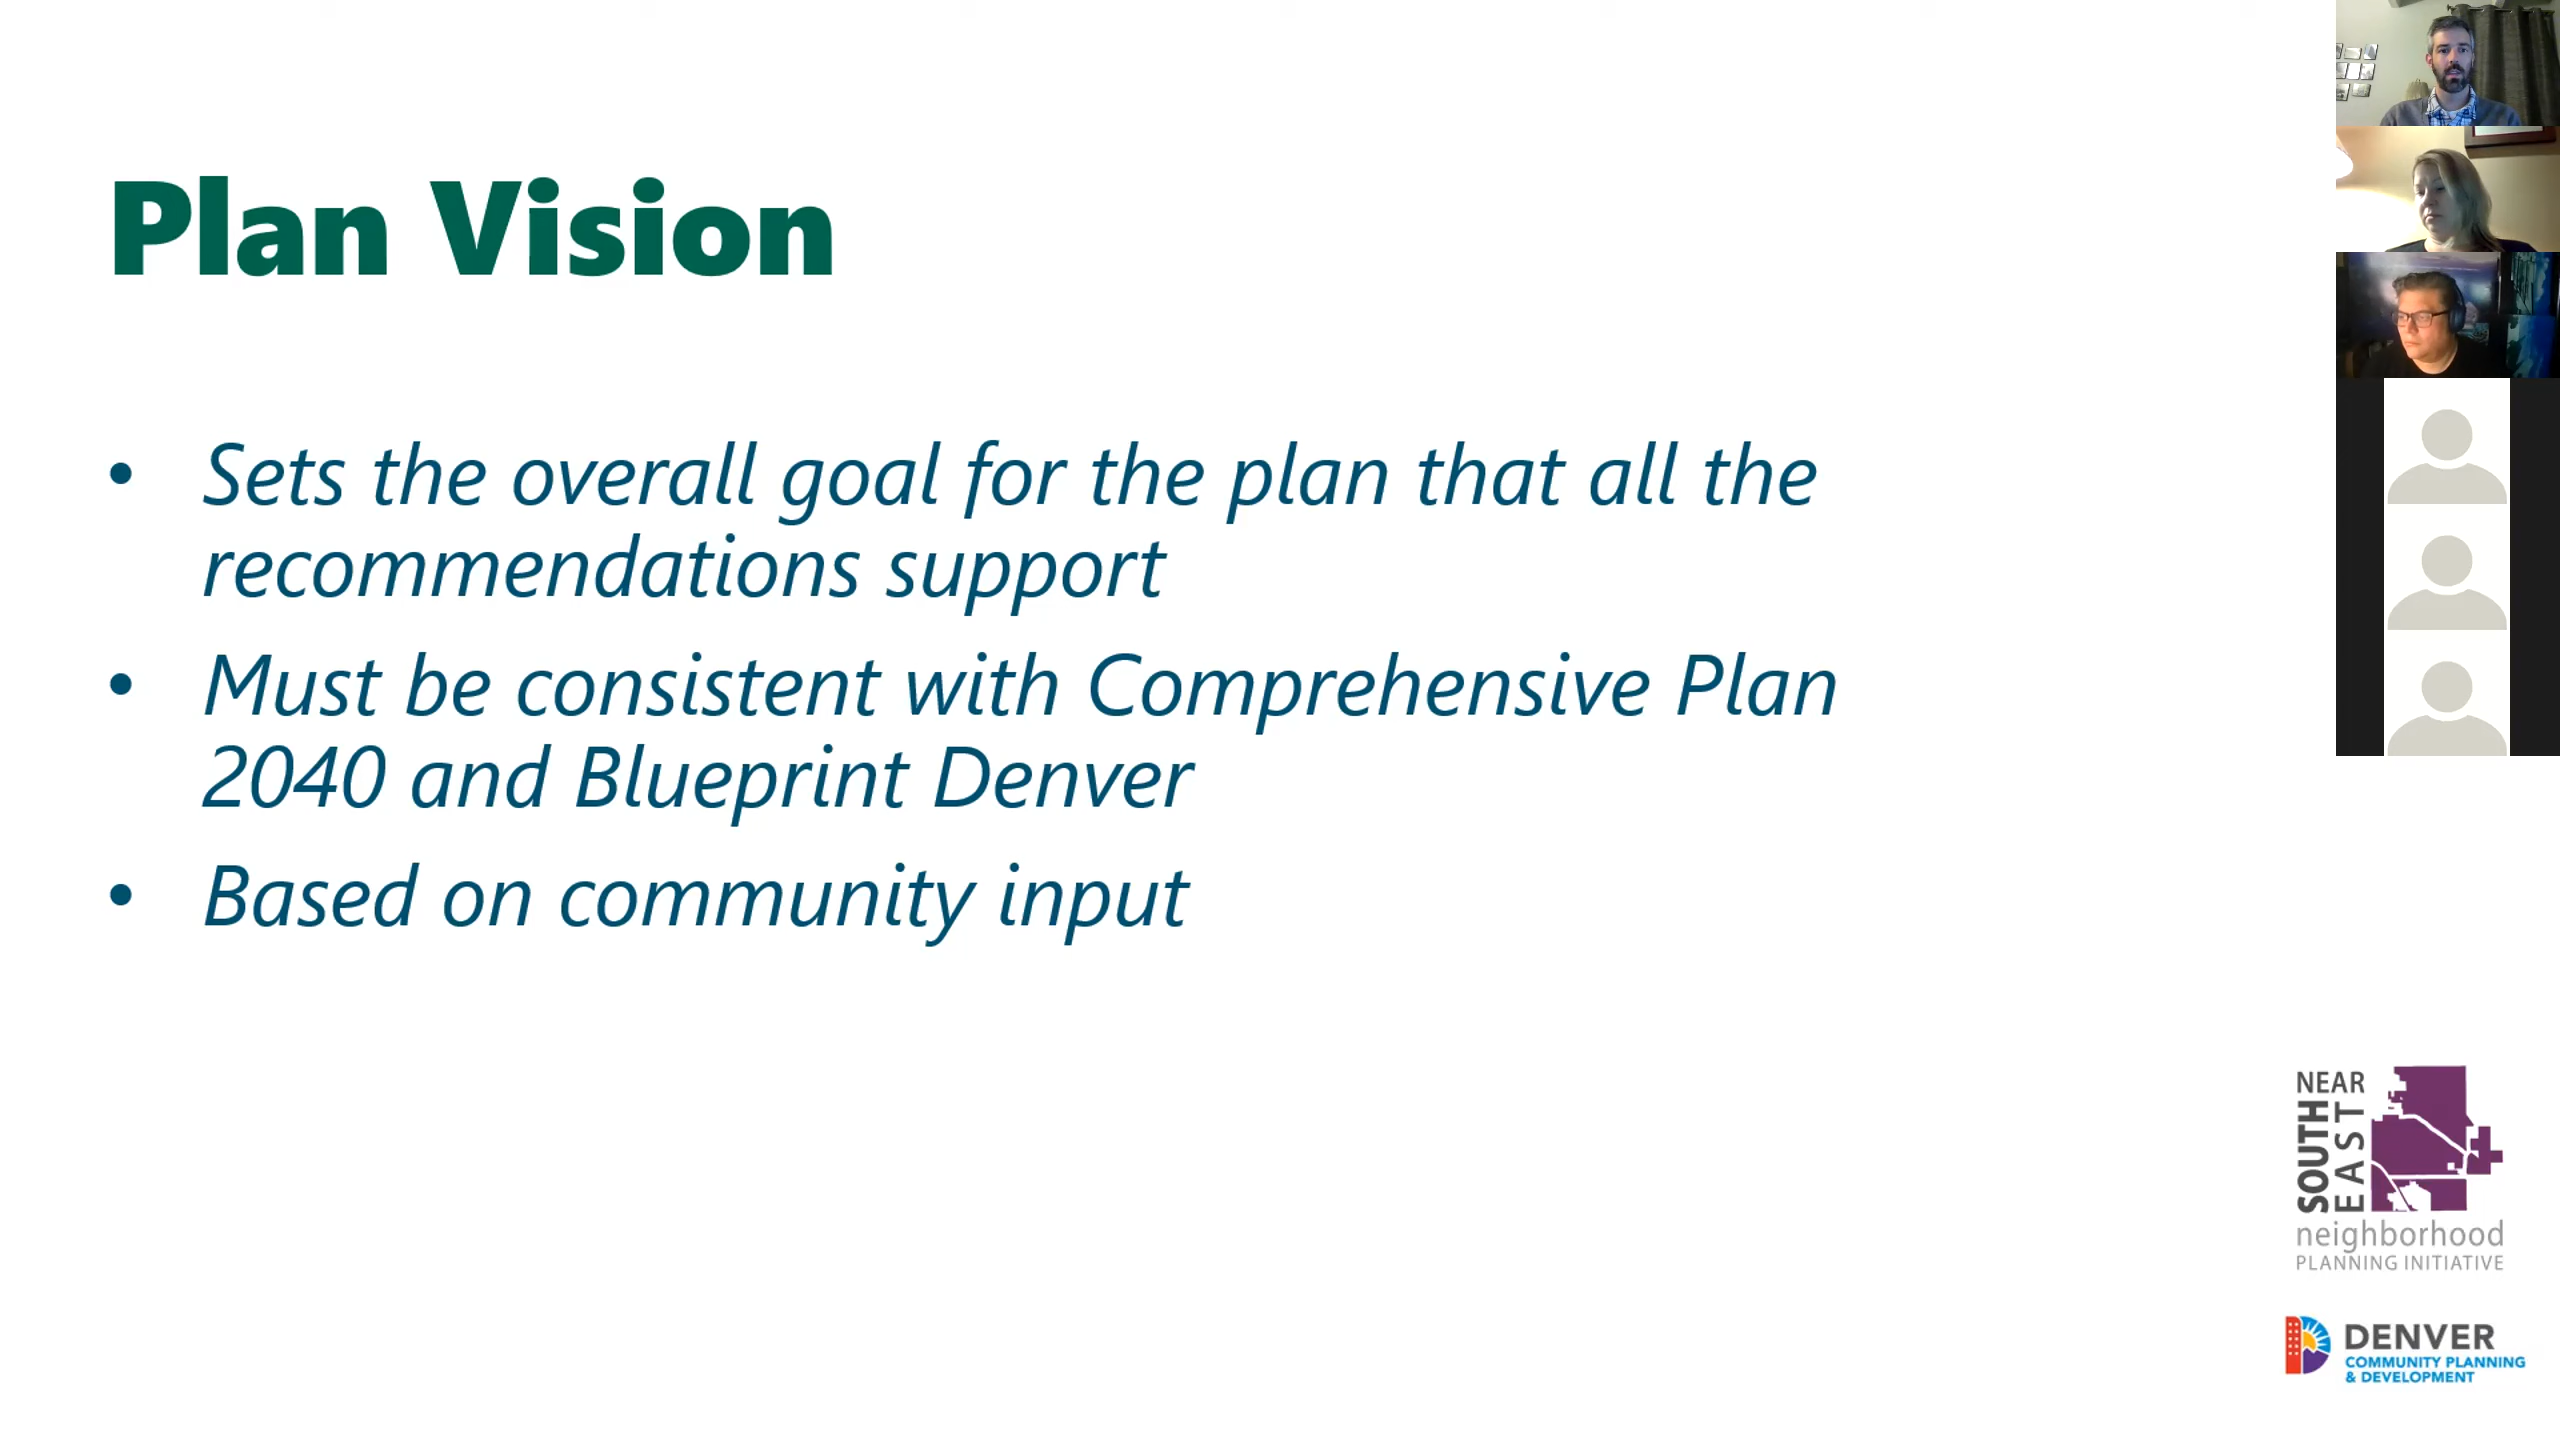 Plan Vision
• Sets the overall goal for the plan that all the
recommendations support
• Must be consistent with Comprehensive Plan
2040 and Blueprint Denver
• Based on community input
NEAR
SOUTH
EAST
neighborhood
PLANNING INITIATIVE
DENVER
COMMUNITY PLANNING
& DEVELOPMENT